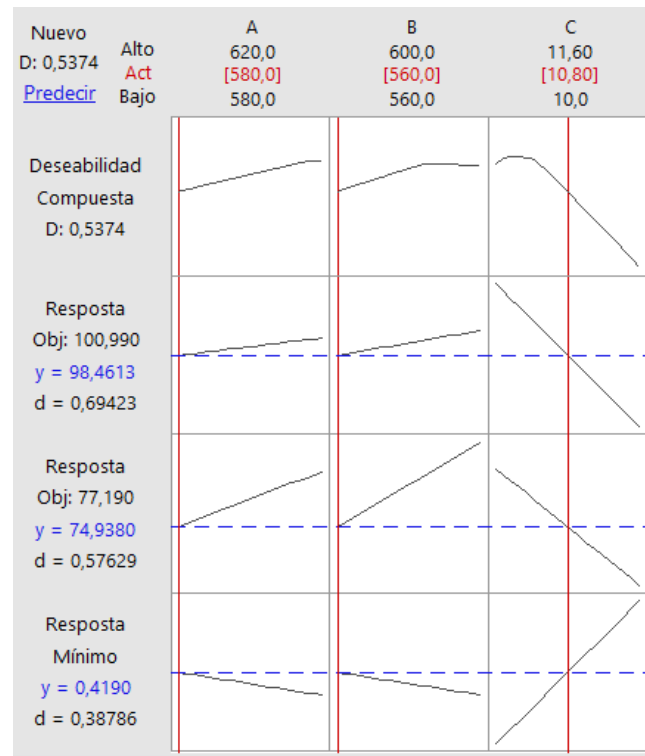 Nuevo
D: 0,5374
Predecir
Alto
Act
Bajo
A
620,0
[580,0]
580,0
B
600,0
[560,0]
560,0
C
11,60
[10,80]
10,0
Deseabilidad
Compuesta
D: 0,5374
Resposta
Obj: 100,990
y = 98,4613
d = 0,69423
Resposta
Obj: 77,190
y = 74,9380
d = 0,57629
Resposta
Mínimo
y = 0,4190
d = 0,38786